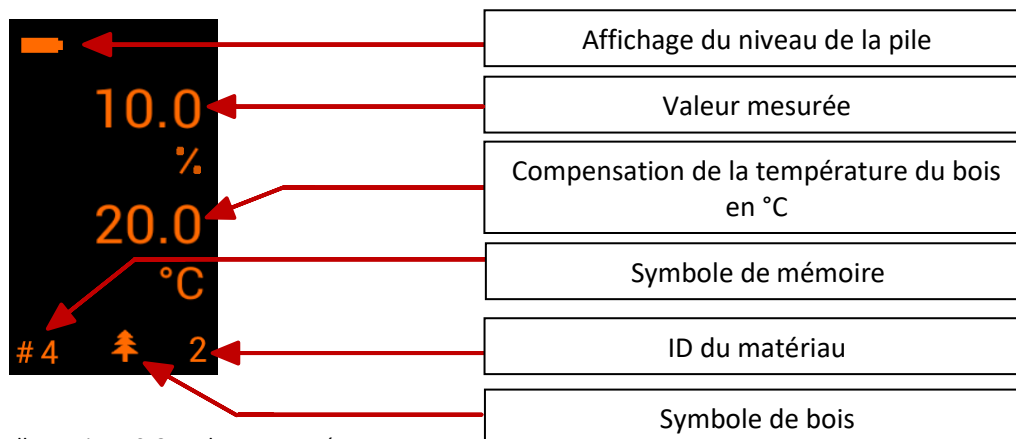 Affichage du niveau de la pile
10.0
Valeur mesurée
%
Compensation de la température du bois
en °C
20.0
°C
Symbole de mémoire
# 4
2
ID du matériau
Symbole de bois